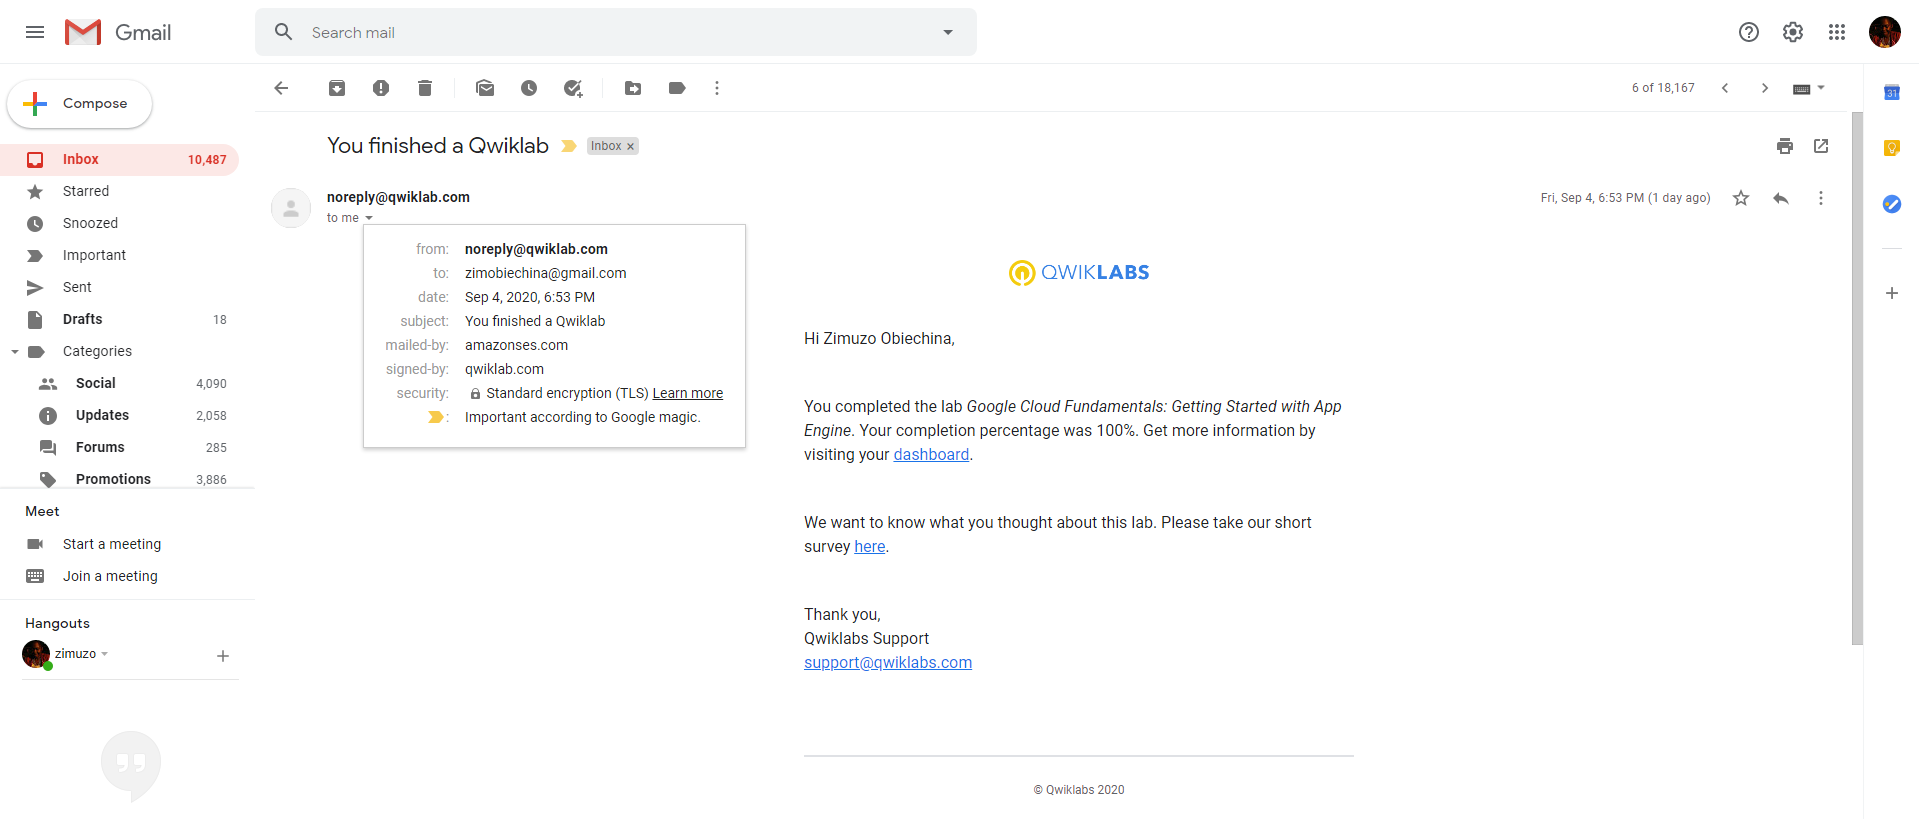 Gmail
Search mail
Compose
6 of 18,167
31
Inbox 10,487
Starred
Snoozed
Important
Sent
Drafts 18
Categories
Social 4,090
Updates 2,058
Forums 285
Promotions 3,886
Meet
Start a meeting
Join a meeting
Hangouts
zimuzo
You finished a Qwiklab Inbox x
noreply@qwiklab.com
Fri, Sep 4, 6:53 PM (1 day ago)
to me
from: noreply@qwiklab.com
to: zimobiechina@gmail.com
date: Sep 4, 2020, 6:53 PM
subject: You finished a Qwiklab
mailed-by: amazonses.com
signed-by: qwiklab.com
security: Standard encryption (TLS) Learn more
: Important according to Google magic.
QWIKLABS
Hi Zimuzo Obiechina,
You completed the lab Google Cloud Fundamentals: Getting Started with App
Engine. Your completion percentage was 100%. Get more information by
visiting your dashboard.
We want to know what you thought about this lab. Please take our short
survey here.
Thank you,
Qwiklabs Support
support@qwiklabs.com
© Qwiklabs 2020